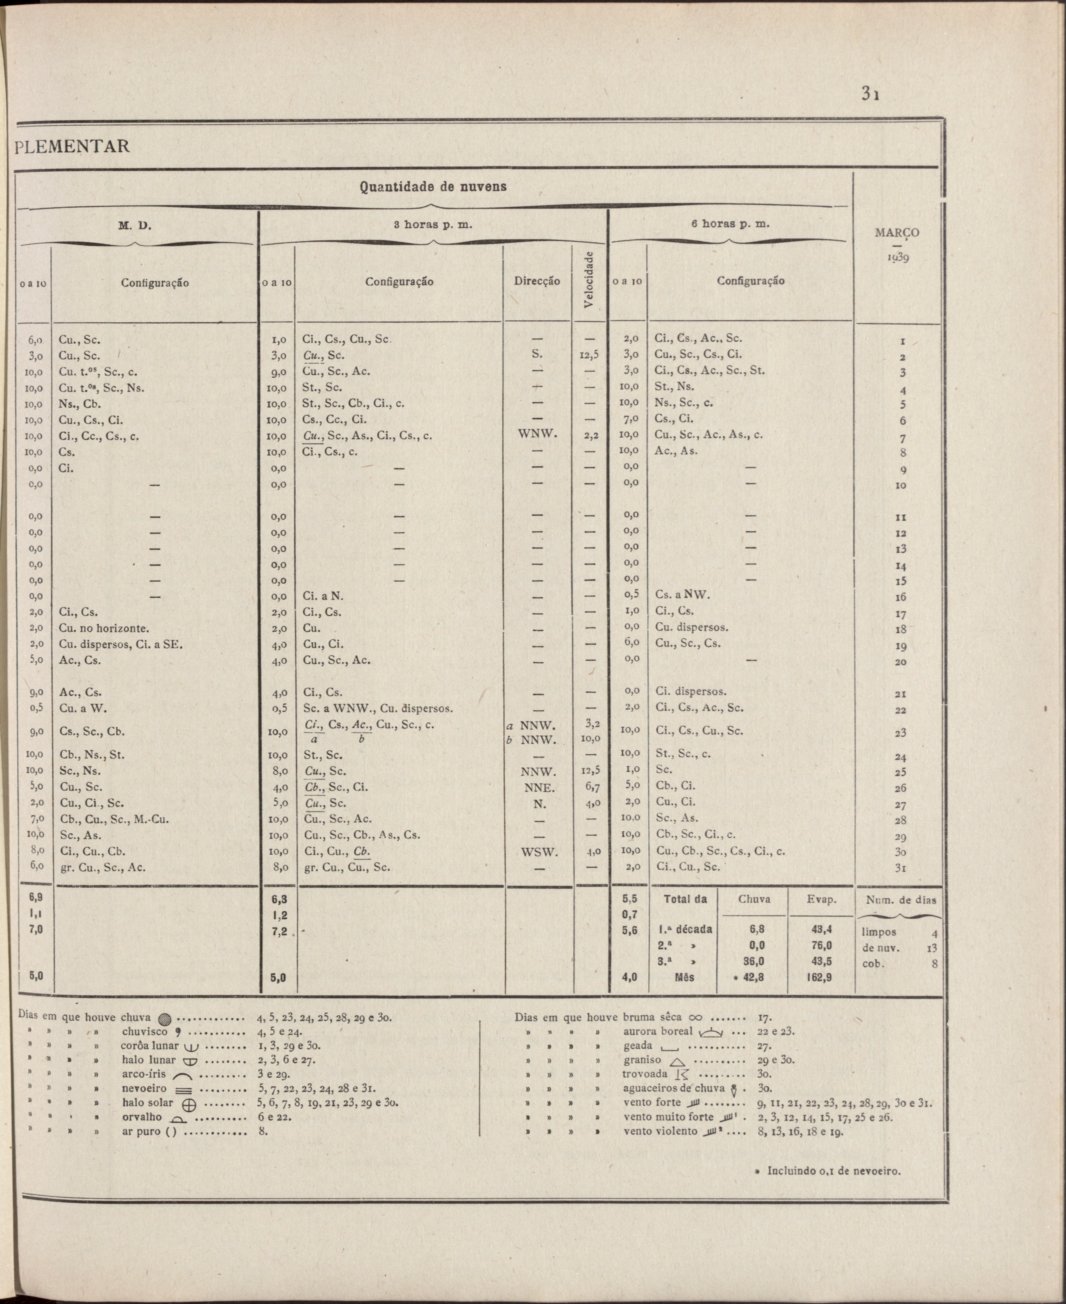 31
PLEMENTAR
Quantidade de nuvens
M. D. 3 horas p. m. 6 horas p. m. MARÇO — 1939
0 a 10 Configuração 0 a 10 Configuração Direcção Velocidade 0 a 10 Configuração
6,0 Cu., Sc. 1,0 Ci., Cs., Cu., Sc — — 2,0 Ci., Cs., Ac., Sc. 1
3,0 Cu., Sc. 3,0 Cu., Sc. S. 12,5 3,0 Cu., Sc., Cs., Ci. 2
10,0 Cu. t.os, Sc., c. 9,0 Cu., Sc., Ac. — — 3,0 Ci., Cs., Ac., Sc., St. 3
10,0 Cu. t.os, Sc., Ns. 10,0 St., Sc. — — 10,0 St., Ns. 4
10,0 Ns., Cb. 10,0 St., Sc., Cb., Ci., c. — — 10,0 Ns., Sc., c. 5
10,0 Cu., Cs., Ci. 10,0 Cs., Cc., Ci. — — 7,0 Cs., Ci. 6
10,0 Ci., Cc., Cs., c. 10,0 Cu., Sc., As., Ci., Cs., c. WNW. 2,2 10,0 Cu., Sc., Ac., As., c. 7
10,0 Cs. 10,0 Ci., Cs., c. — — 10,0 Ac., As. 8
0,0 Ci. 0,0 — — — 0,0 — 9
0,0 — 0,0 — — — 0,0 — 10
0,0 — 0,0 — — — 0,0 — 11
0,0 — 0,0 — — — 0,0 — 12
0,0 — 0,0 — — — 0,0 — 13
0,0 — 0,0 — — — 0,0 — 14
0,0 — 0,0 — — — 0,0 — 15
0,0 — 0,0 Ci. a N. — — 0,5 Cs. a NW. 16
2,0 Ci., Cs. 2,0 Ci., Cs. — — 1,0 Ci., Cs. 17
2,0 Cu. no horizonte. 2,0 Cu. — — 0,0 Cu. dispersos. 18
2,0 Cu. dispersos, Ci. a SE. 4,0 Cu., Ci. — — 6,0 Cu., Sc., Cs. 19
5,0 Ac., Cs. 4,0 Cu., Sc., Ac. — — 0,0 — 20
9,0 Ac., Cs. 4,0 Ci., Cs. — — 0,0 Ci. dispersos. 21
0,5 Cu. a W. 0,5 Sc. a WNW., Cu. dispersos. — — 2,0 Ci., Cs., Ac., Sc. 22
9,0 Cs., Sc., Cb. 10,0 Ci., Cs., Ac., Cu., Sc., c. a NNW. 3,2 10,0 Ci., Cs., Cu., Sc. 23
a b b NNW. 10,0
10,0 Cb., Ns., St. 10,0 St., Sc. — — 10,0 St., Sc., c. 24
10,0 Sc., Ns. 8,0 Cu., Sc. NNW. 12,5 1,0 Sc. 25
5,0 Cu., Sc. 4,0 Cb., Sc., Ci. NNE. 6,7 5,0 Cb., Ci. 26
2,0 Cu., Ci., Sc. 5,0 Cu., Sc. N. 4,0 2,0 Cu., Ci. 27
7,0 Cb., Cu., Sc., M.-Cu. 10,0 Cu., Sc., Ac. — — 10.0 Sc., As. 28
10,0 Sc., As. 10,0 Cu., Sc., Cb., As., Cs. — — 10,0 Cb., Sc., Ci., c. 29
8,0 Ci., Cu., Cb. 10,0 Ci., Cu., Cb. WSW. 4,0 10,0 Cu., Cb., Sc., Cs., Ci., c. 30
6,0 gr. Cu., Sc., Ac. 8,0 gr. Cu., Cu., Sc. — — 2,0 Ci., Cu., Sc. 31
6,9 6,3 5,5 Total da Chuva Evap. Num. de dias
1,1 1,2 0,7
7,0 7,2 5,6 1.ª década 6,8 43,4 limpos 4
2.ª » 0,0 76,0 de nuv. 13
3.ª » 36,0 43,5 cob. 8
5,0 5,0 4,0 Mês * 42,8 162,9
Dias em que houve chuva ............ 4, 5, 23, 24, 25, 28, 29 e 30.
» » » » chuvisco ........... 4, 5 e 24.
» » » » corôa lunar ........ 1, 3, 29 e 30.
» » » » halo lunar ........ 2, 3, 6 e 27.
» » » » arco-íris .......... 3 e 29.
» » » » nevoeiro ......... 5, 7, 22, 23, 24, 28 e 31.
» » » » halo solar ........ 5, 6, 7, 8, 19, 21, 23, 29 e 30.
» » » » orvalho .......... 6 e 22.
» » » » ar puro ( ) ............ 8.
Dias em que houve bruma sêca ∞ ....... 17.
» » » » aurora boreal ... 22 e 23.
» » » » geada ........... 27.
» » » » graniso .......... 29 e 30.
» » » » trovoada ......... 30.
» » » » aguaceiros de chuva . 30.
» » » » vento forte ........ 9, 11, 21, 22, 23, 24, 28, 29, 30 e 31.
» » » » vento muito forte ¹ . 2, 3, 12, 14, 15, 17, 25 e 26.
» » » » vento violento ² .... 8, 13, 16, 18 e 19.
* Incluindo 0,1 de nevoeiro.